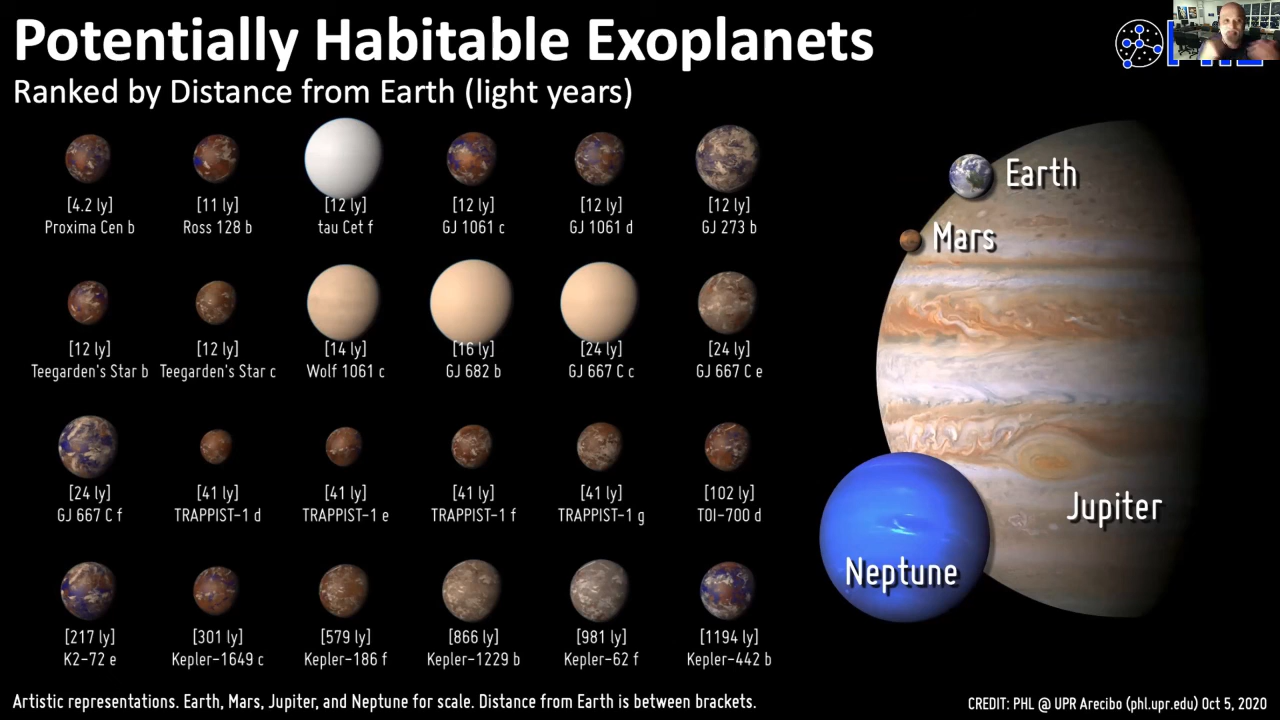 Potentially Habitable Exoplanets
Ranked by Distance from Earth (light years)
[4.2 ly] [11 ly] [12 ly] [12 ly] [12 ly] [12 ly]
Proxima Cen b Ross 128 b tau Cet f GJ 1061 c GJ 1061 d GJ 273 b
[12 ly] [12 ly] [14 ly] [16 ly] [24 ly] [24 ly]
Teegarden's Star b Teegarden's Star c Wolf 1061 c GJ 682 b GJ 667 C c GJ 667 C e
[24 ly] [41 ly] [41 ly] [41 ly] [41 ly] [102 ly]
GJ 667 C f TRAPPIST-1 d TRAPPIST-1 e TRAPPIST-1 f TRAPPIST-1 g TOI-700 d
[217 ly] [301 ly] [579 ly] [866 ly] [981 ly] [1194 ly]
K2-72 e Kepler-1649 c Kepler-186 f Kepler-1229 b Kepler-62 f Kepler-442 b
Earth
Mars
Jupiter
Neptune
Artistic representations. Earth, Mars, Jupiter, and Neptune for scale. Distance from Earth is between brackets.
CREDIT: PHL @ UPR Arecibo (phl.upr.edu) Oct 5, 2020